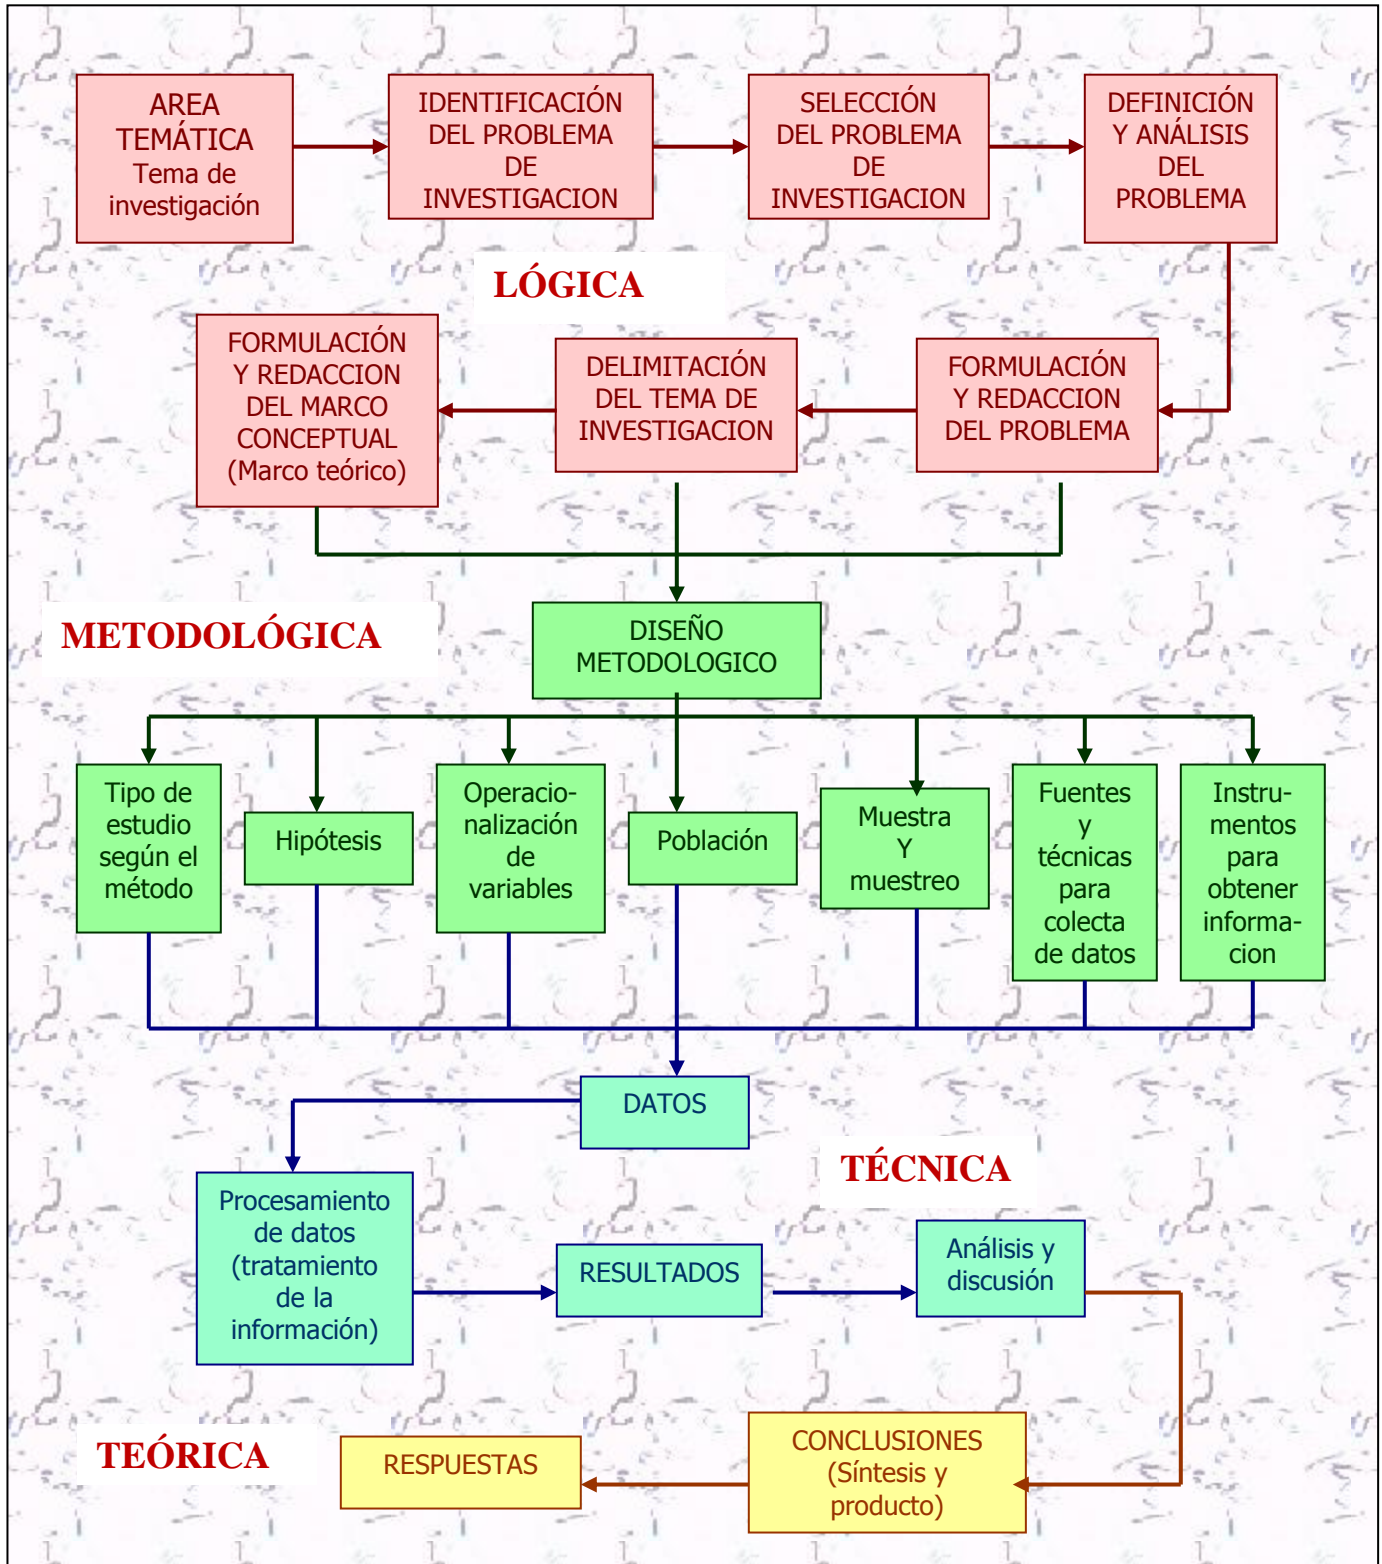 AREA
TEMÁTICA
Tema de
investigación
IDENTIFICACIÓN
DEL PROBLEMA
DE
INVESTIGACION
SELECCIÓN
DEL PROBLEMA
DE
INVESTIGACION
DEFINICIÓN
Y ANÁLISIS
DEL
PROBLEMA
LÓGICA
FORMULACIÓN
Y REDACCION
DEL MARCO
CONCEPTUAL
(Marco teórico)
DELIMITACIÓN
DEL TEMA DE
INVESTIGACION
FORMULACIÓN
Y REDACCION
DEL PROBLEMA
METODOLÓGICA
DISEÑO
METODOLOGICO
Tipo de
estudio
según el
método
Hipótesis
Operacio-
nalización
de
variables
Población
Muestra
Y
muestreo
Fuentes
y
técnicas
para
colecta
de datos
Instru-
mentos
para
obtener
informa-
cion
DATOS
TÉCNICA
Procesamiento
de datos
(tratamiento
de la
información)
RESULTADOS
Análisis y
discusión
TEÓRICA
RESPUESTAS
CONCLUSIONES
(Síntesis y
producto)